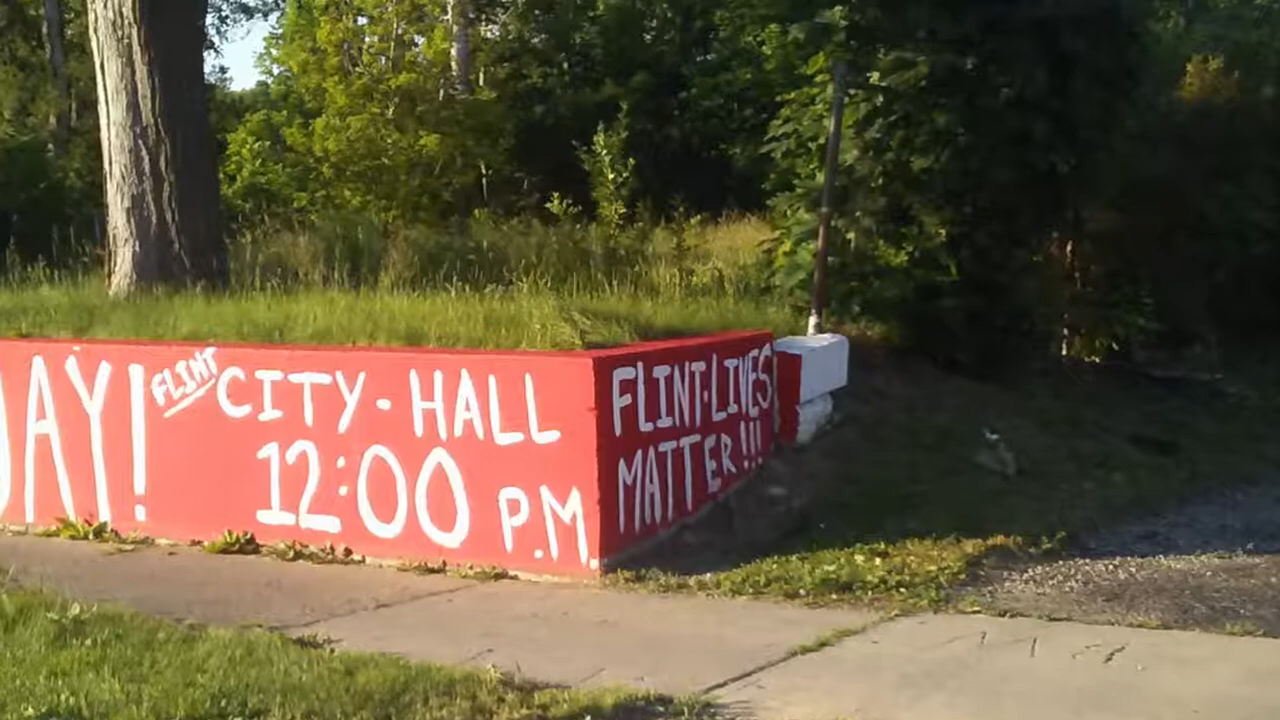 AY!
FLINT
CITY-HALL
12:00 P.M.
FLINT·LIVES
MATTER!!!